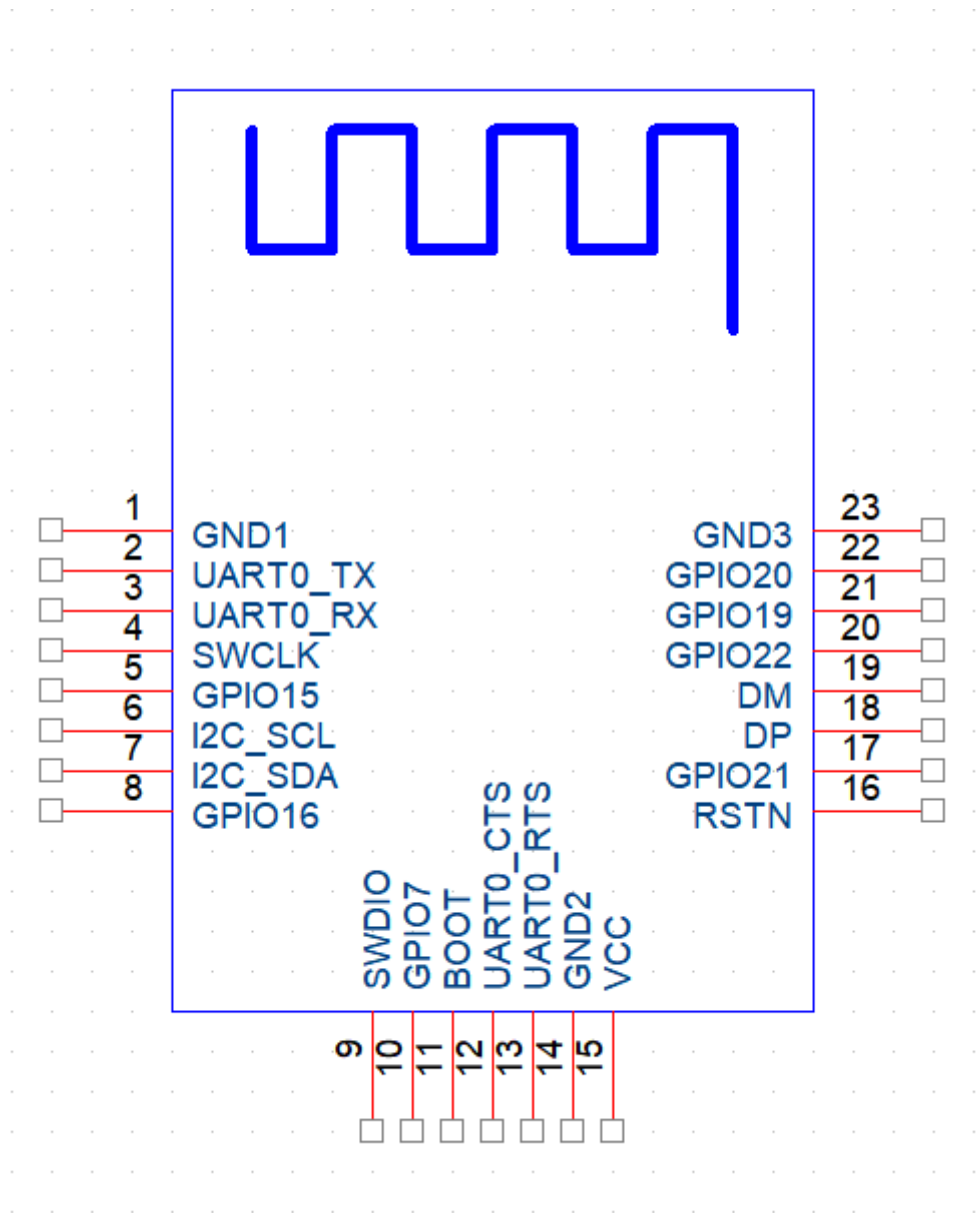 1 GND1
2 UART0_TX
3 UART0_RX
4 SWCLK
5 GPIO15
6 I2C_SCL
7 I2C_SDA
8 GPIO16
GND3 23
GPIO20 22
GPIO19 21
GPIO22 20
DM 19
DP 18
GPIO21 17
RSTN 16
SWDIO 9
GPIO7 10
BOOT 11
UART0_CTS 12
UART0_RTS 13
GND2 14
VCC 15